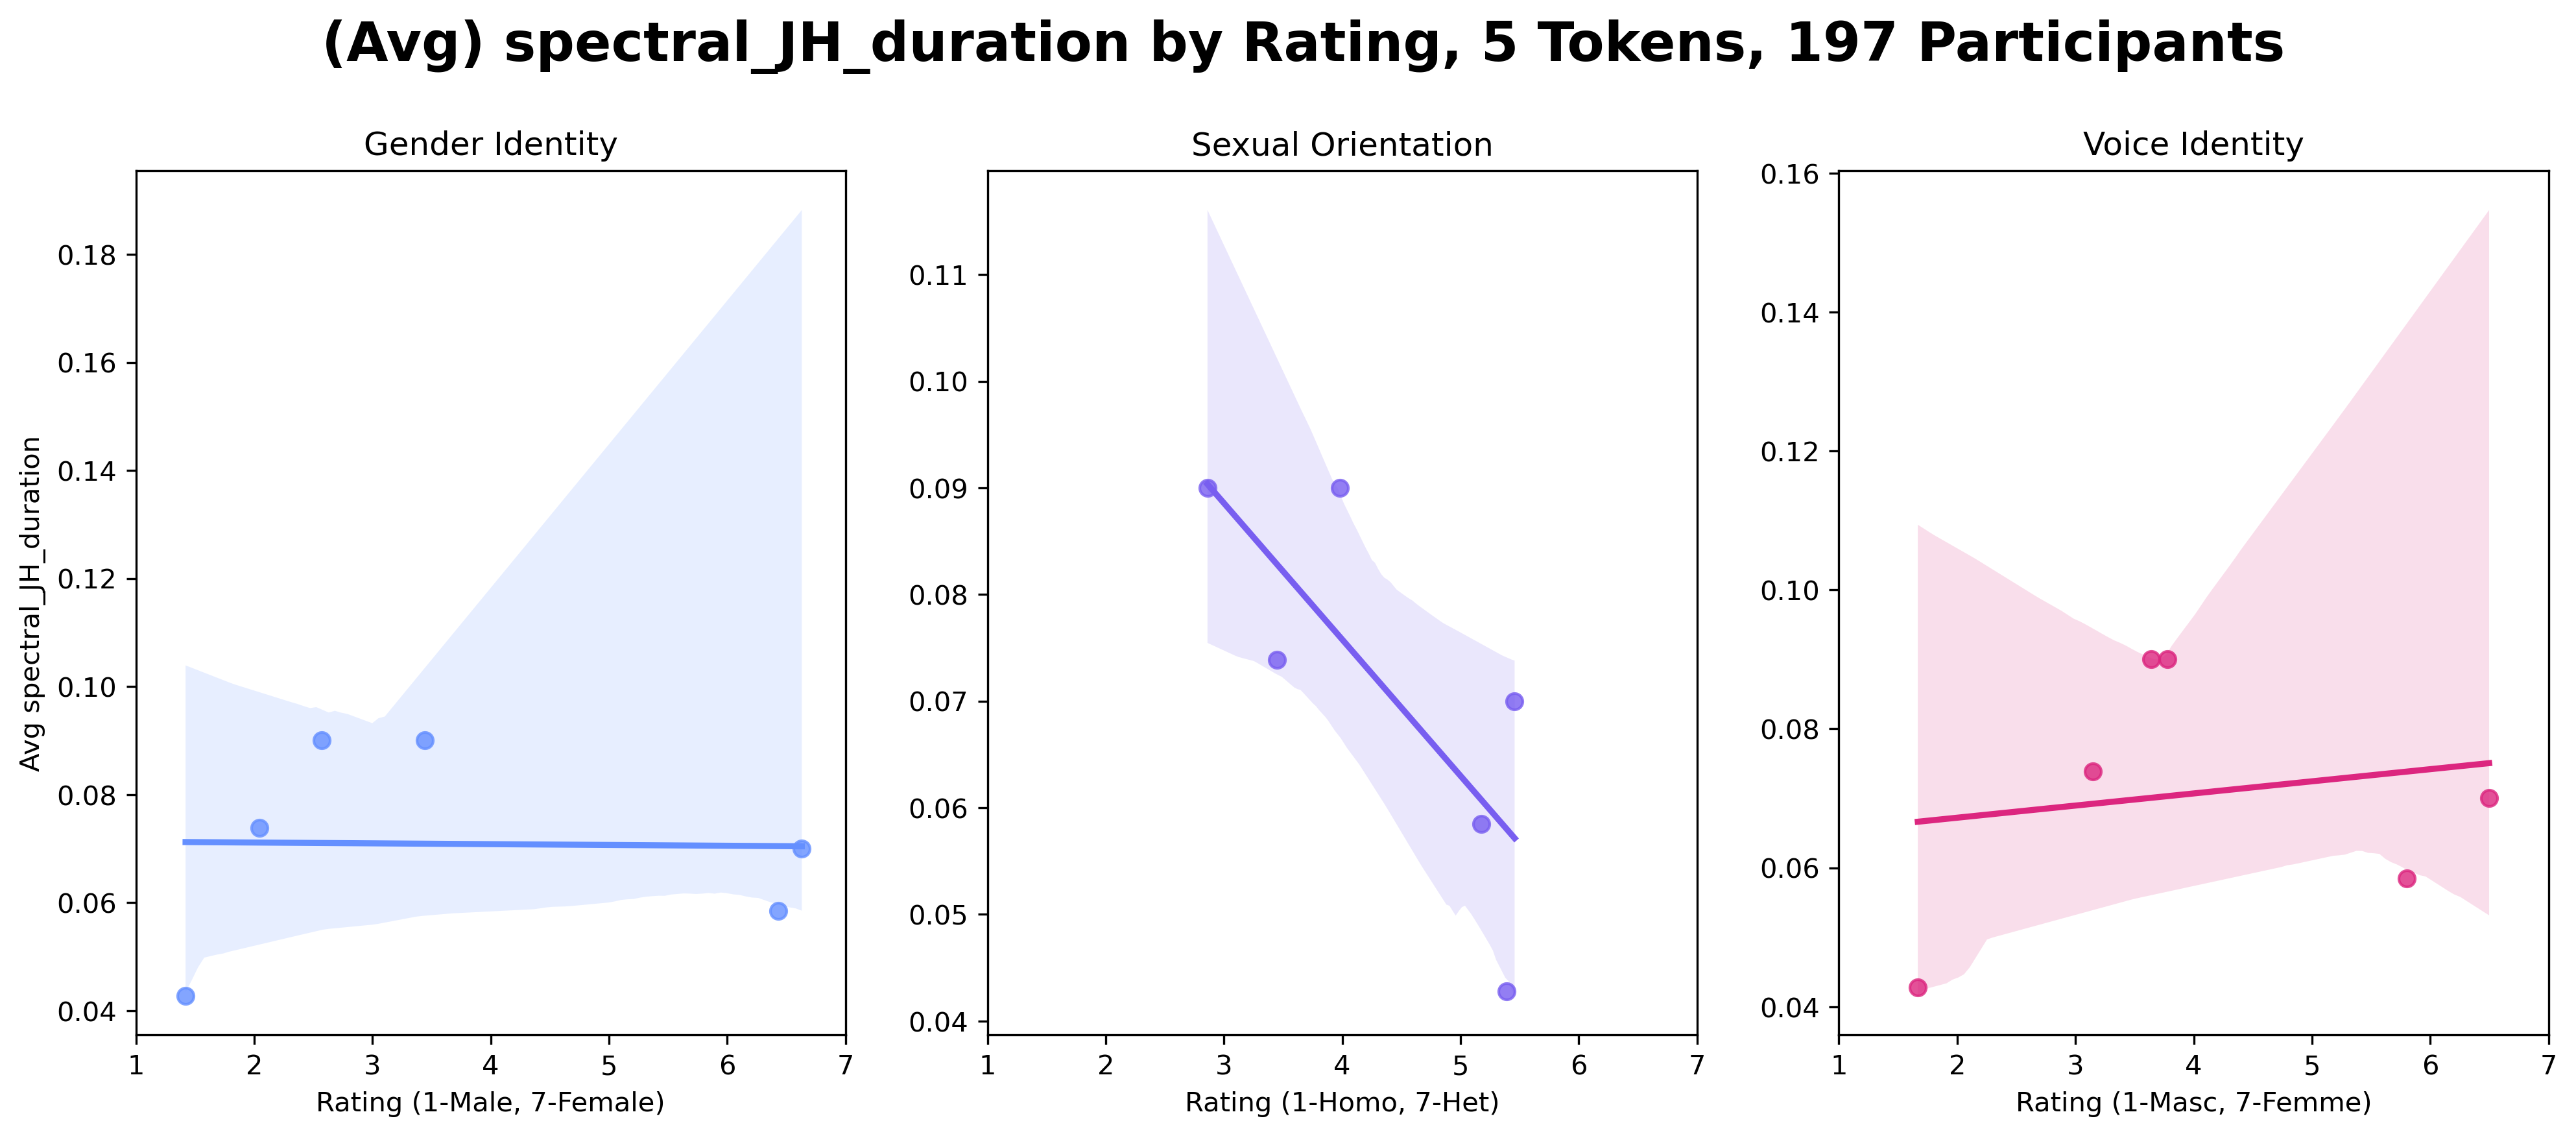 (Avg) spectral_JH_duration by Rating, 5 Tokens, 197 Participants
Gender Identity
Avg spectral_JH_duration
0.18
0.16
0.14
0.12
0.10
0.08
0.06
0.04
1 2 3 4 5 6 7
Rating (1-Male, 7-Female)
Sexual Orientation
0.11
0.10
0.09
0.08
0.07
0.06
0.05
0.04
1 2 3 4 5 6 7
Rating (1-Homo, 7-Het)
Voice Identity
0.16
0.14
0.12
0.10
0.08
0.06
0.04
1 2 3 4 5 6 7
Rating (1-Masc, 7-Femme)